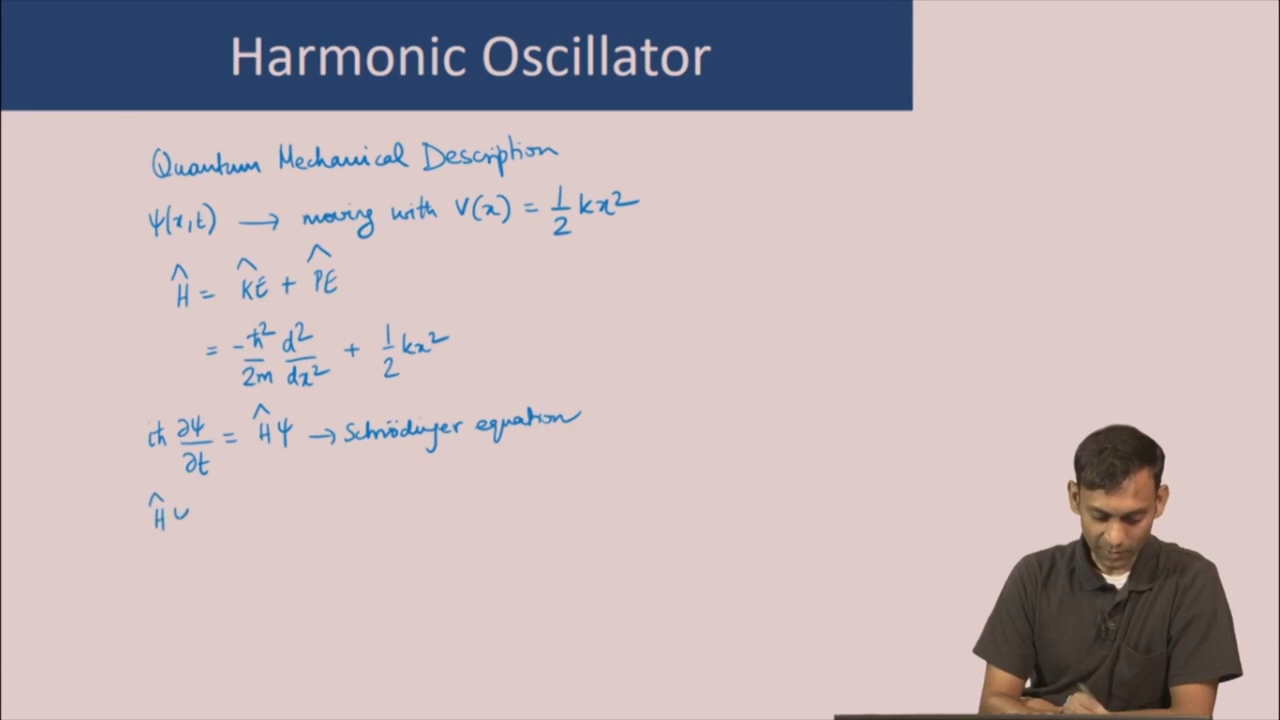 Harmonic Oscillator
Quantum Mechanical Description
ψ(x,t) → moving with V(x) = 1/2 kx²
Ĥ = K̂E + P̂E
= -ħ²/2m d²/dx² + 1/2 kx²
iħ ∂ψ/∂t = Ĥψ → Schrödinger equation
Ĥ